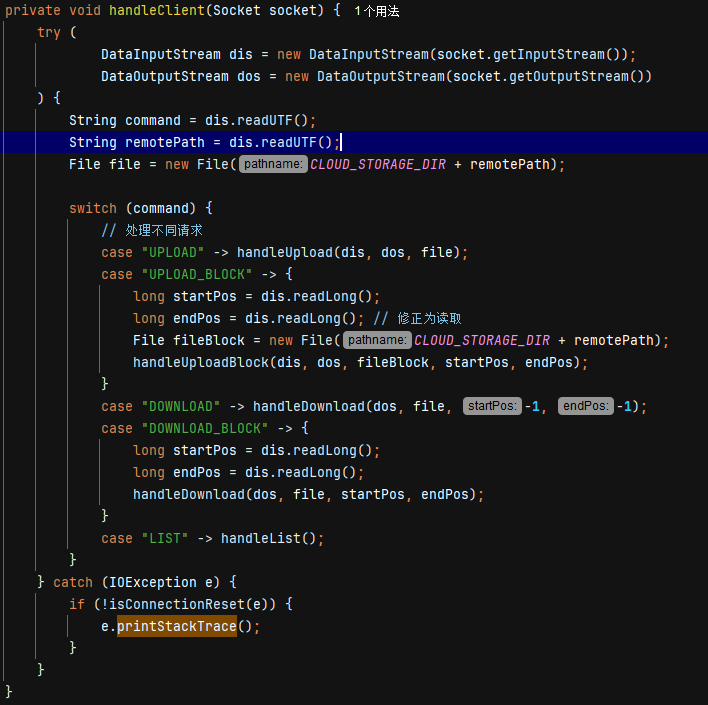 private void handleClient(Socket socket) { 1个用法
try (
DataInputStream dis = new DataInputStream(socket.getInputStream());
DataOutputStream dos = new DataOutputStream(socket.getOutputStream())
) {
String command = dis.readUTF();
String remotePath = dis.readUTF();
File file = new File( pathname: CLOUD_STORAGE_DIR + remotePath);
switch (command) {
// 处理不同请求
case "UPLOAD" -> handleUpload(dis, dos, file);
case "UPLOAD_BLOCK" -> {
long startPos = dis.readLong();
long endPos = dis.readLong(); // 修正为读取
File fileBlock = new File( pathname: CLOUD_STORAGE_DIR + remotePath);
handleUploadBlock(dis, dos, fileBlock, startPos, endPos);
}
case "DOWNLOAD" -> handleDownload(dos, file, startPos: -1, endPos: -1);
case "DOWNLOAD_BLOCK" -> {
long startPos = dis.readLong();
long endPos = dis.readLong();
handleDownload(dos, file, startPos, endPos);
}
case "LIST" -> handleList();
}
} catch (IOException e) {
if (!isConnectionReset(e)) {
e.printStackTrace();
}
}
}